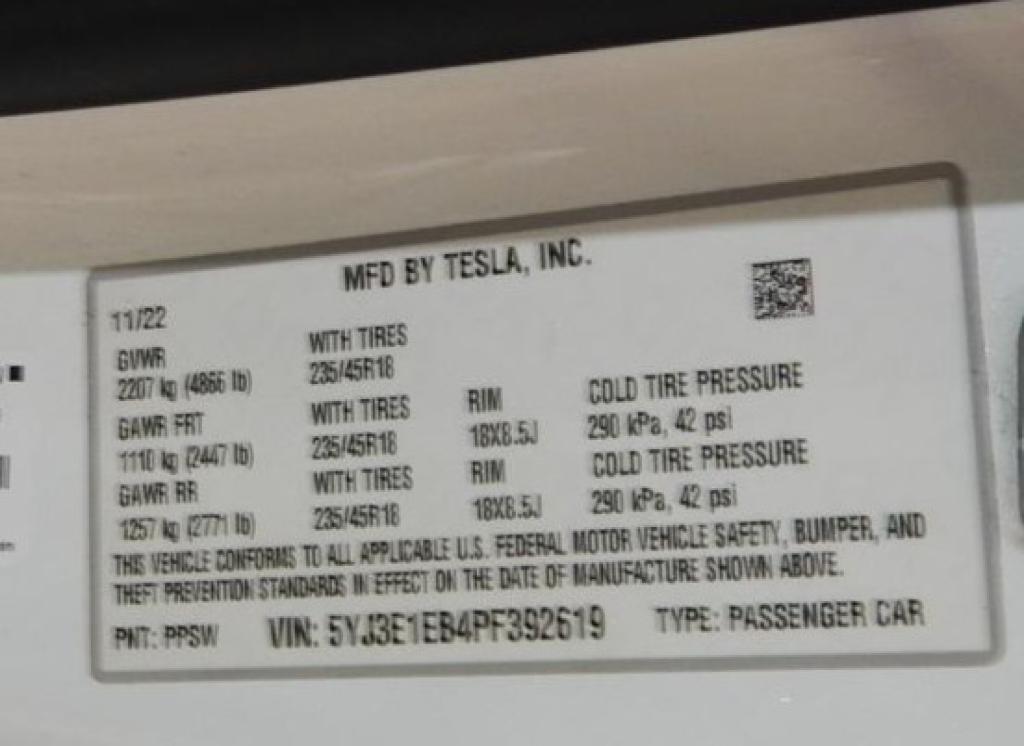 MFD BY TESLA, INC.
11/22
GVWR WITH TIRES
2207 kg (4866 lb) 235/45R18
GAWR FRT WITH TIRES RIM COLD TIRE PRESSURE
1110 kg (2447 lb) 235/45R18 18X8.5J 290 kPa, 42 psi
GAWR RR WITH TIRES RIM COLD TIRE PRESSURE
1257 kg (2771 lb) 235/45R18 18X8.5J 290 kPa, 42 psi
THIS VEHICLE CONFORMS TO ALL APPLICABLE U.S. FEDERAL MOTOR VEHICLE SAFETY, BUMPER, AND
THEFT PREVENTION STANDARDS IN EFFECT ON THE DATE OF MANUFACTURE SHOWN ABOVE.
PNT: PPSW VIN: 5YJ3E1EB4PF392619 TYPE: PASSENGER CAR